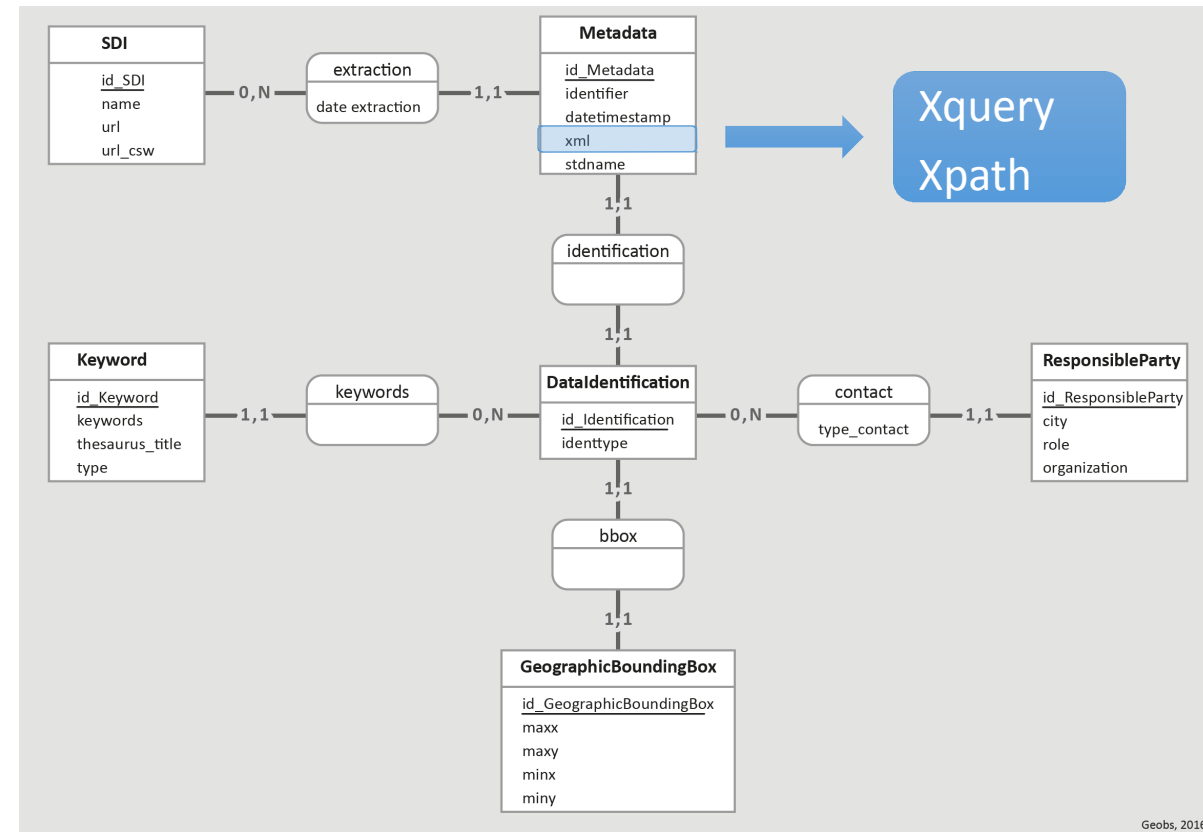 SDI
id_SDI
name
url
url_csw
0,N
extraction
date extraction
1,1
Metadata
id_Metadata
identifier
datetimestamp
xml
stdname
Xquery
Xpath
1,1
identification
1,1
Keyword
id_Keyword
keywords
thesaurus_title
type
1,1
keywords
0,N
DataIdentification
id_Identification
identtype
0,N
contact
type_contact
1,1
ResponsibleParty
id_ResponsibleParty
city
role
organization
1,1
bbox
1,1
GeographicBoundingBox
id_GeographicBoundingBox
maxx
maxy
minx
miny
Geobs, 2016